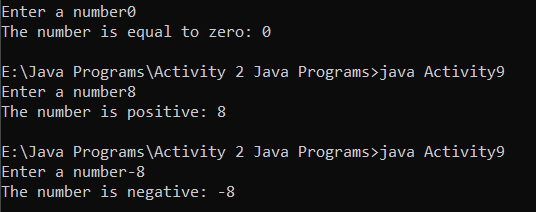 Enter a number0
The number is equal to zero: 0
E:\Java Programs\Activity 2 Java Programs>java Activity9
Enter a number8
The number is positive: 8
E:\Java Programs\Activity 2 Java Programs>java Activity9
Enter a number-8
The number is negative: -8